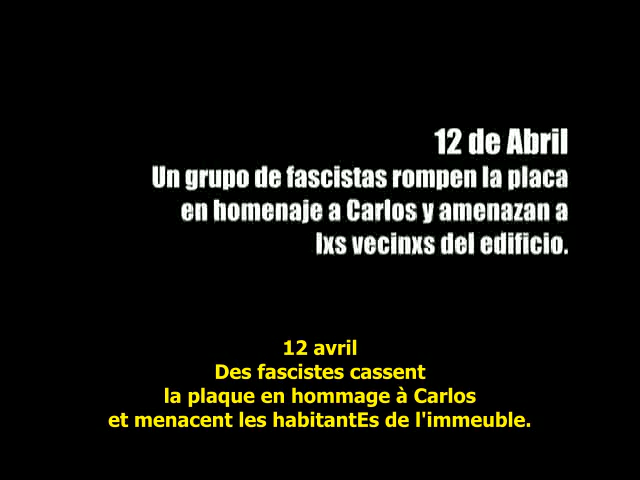 12 de Abril
Un grupo de fascistas rompen la placa
en homenaje a Carlos y amenazan a
lxs vecinxs del edificio.
12 avril
Des fascistes cassent
la plaque en hommage à Carlos
et menacent les habitantEs de l'immeuble.